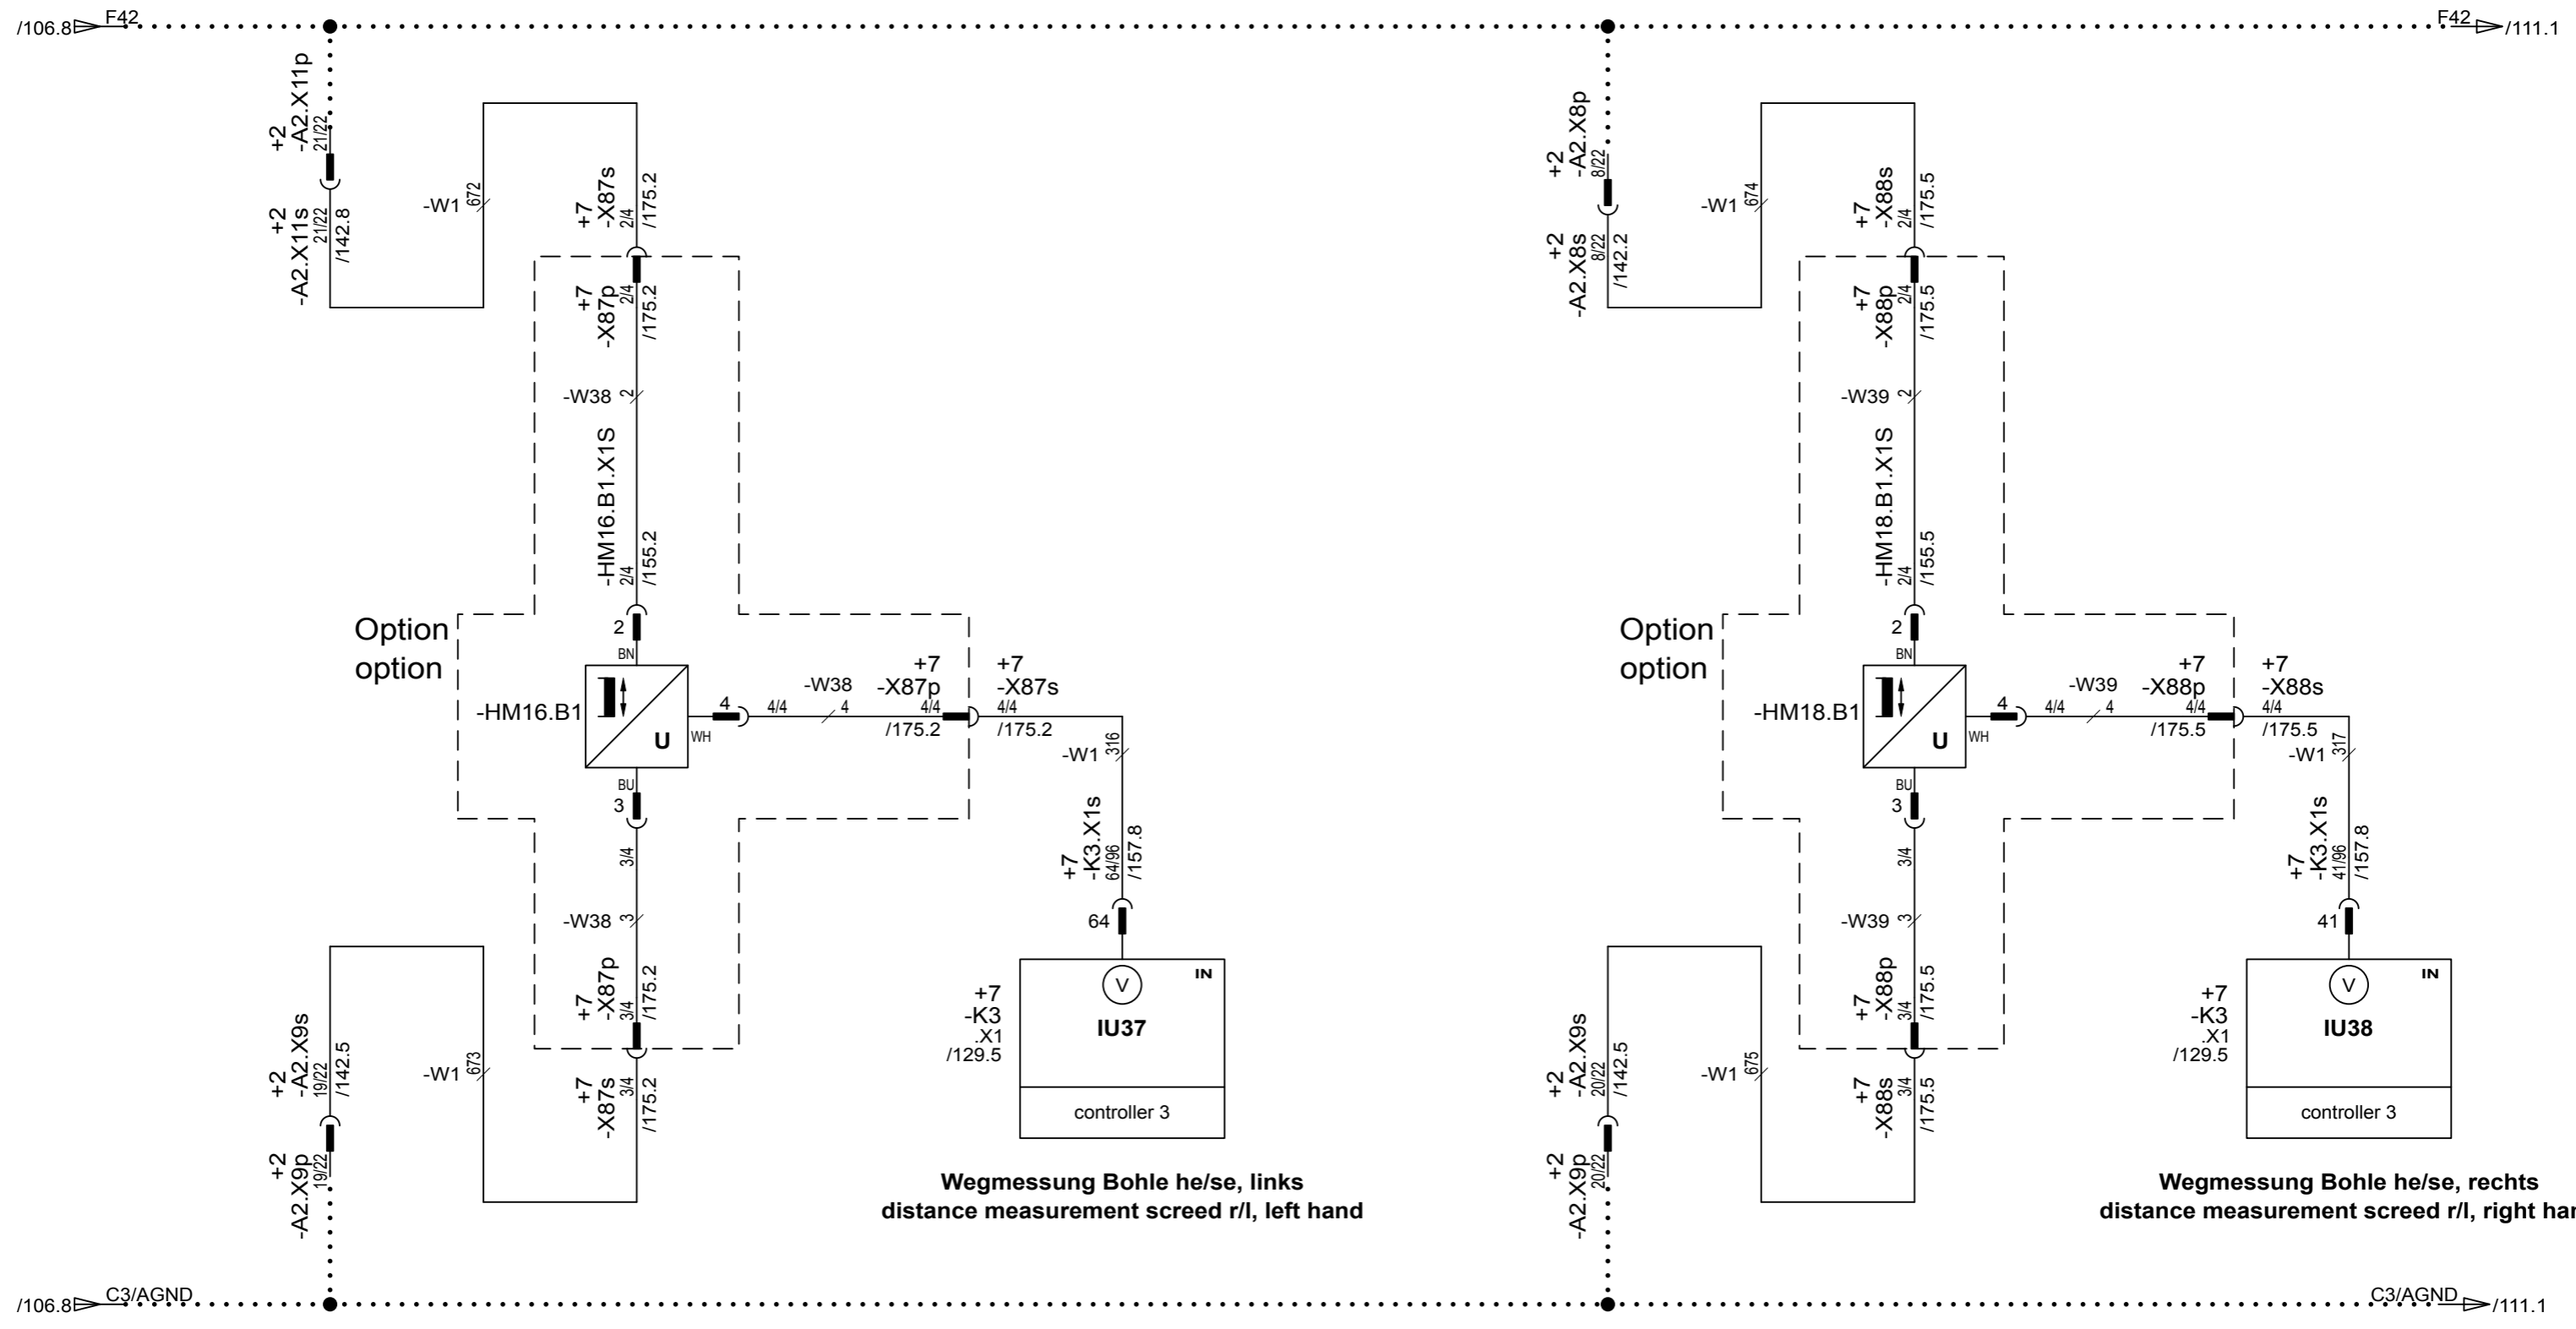 /106.8
F42
F42
/111.1
+2
-A2.X11p
21/22
+2
-A2.X11s
21/22
/142.8
-W1
672
+7
-X87s
2/4
/175.2
+7
-X87p
2/4
/175.2
-W38
2
-HM16.B1.X1S
2/4
/155.2
Option
option
2
BN
-HM16.B1
U
WH
4
4/4
-W38
4
+7
-X87p
4/4
/175.2
+7
-X87s
4/4
/175.2
-W1
316
+7
-K3.X1s
64/96
/157.8
64
BU
3
3/4
-W38
3
+7
-X87p
3/4
/175.2
+7
-X87s
3/4
/175.2
-W1
673
+2
-A2.X9s
19/22
/142.5
+2
-A2.X9p
19/22
+7
-K3
.X1
/129.5
V
IN
IU37
controller 3
Wegmessung Bohle he/se, links
distance measurement screed r/l, left hand
+2
-A2.X8p
8/22
+2
-A2.X8s
8/22
/142.2
-W1
674
+7
-X88s
2/4
/175.5
+7
-X88p
2/4
/175.5
-W39
2
-HM18.B1.X1S
2/4
/155.5
Option
option
2
BN
-HM18.B1
U
WH
4
4/4
-W39
4
+7
-X88p
4/4
/175.5
+7
-X88s
4/4
/175.5
-W1
317
+7
-K3.X1s
41/96
/157.8
41
BU
3
3/4
-W39
3
+7
-X88p
3/4
/175.5
+7
-X88s
3/4
/175.5
-W1
675
+2
-A2.X9s
20/22
/142.5
+2
-A2.X9p
20/22
+7
-K3
.X1
/129.5
V
IN
IU38
controller 3
Wegmessung Bohle he/se, rechts
distance measurement screed r/l, right har
/106.8
C3/AGND
C3/AGND
/111.1